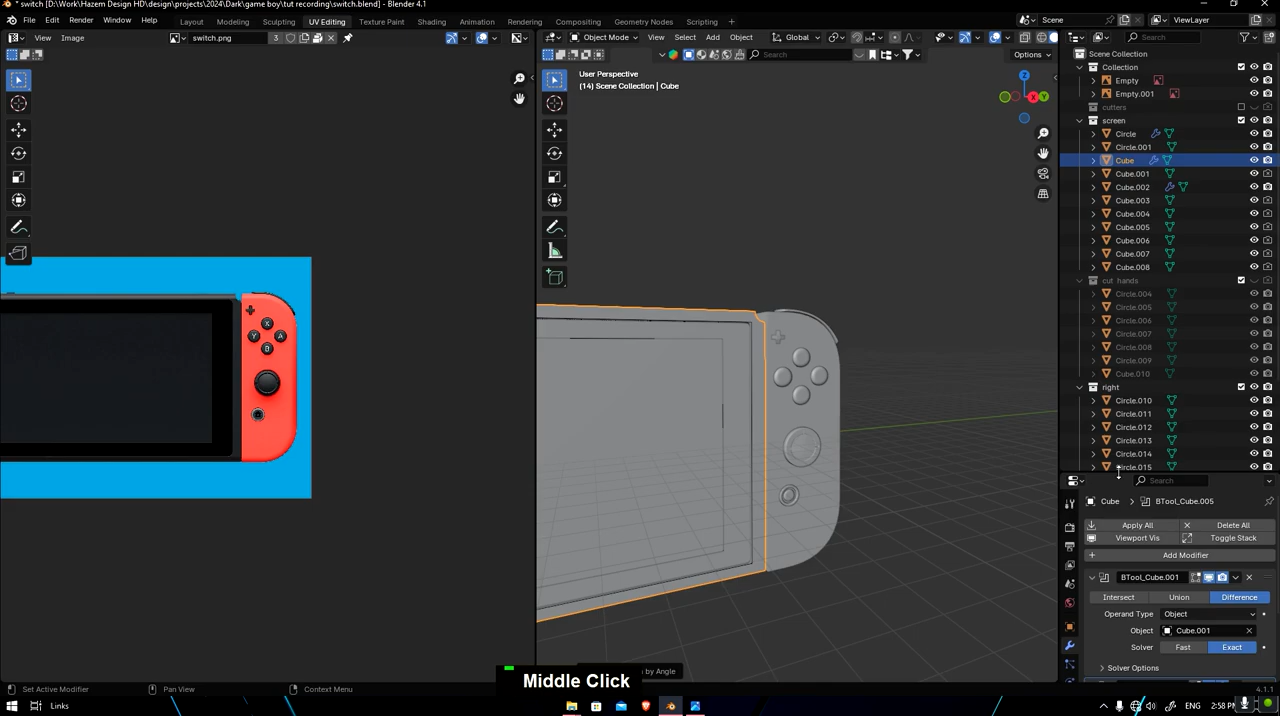 * switch [D:\Work\Hazem Design HD\design\projects\2024\Dark\game boy\tut recording\switch.blend] - Blender 4.1
File Edit Render Window Help Layout Modeling Sculpting UV Editing Texture Paint Shading Animation Rendering Compositing Geometry Nodes Scripting Scene ViewLayer
View Image switch.png 3 Object Mode View Select Add Object Global Search
Search Options
User Perspective
(14) Scene Collection | Cube
Scene Collection
Collection
Empty
Empty.001
cutters
screen
Circle
Circle.001
Cube
Cube.001
Cube.002
Cube.003
Cube.004
Cube.005
Cube.006
Cube.007
Cube.008
cut hands
Circle.004
Circle.005
Circle.006
Circle.007
Circle.008
Circle.009
Cube.010
right
Circle.010
Circle.011
Circle.012
Circle.013
Circle.014
Circle.015
Search
Cube BTool_Cube.005
Apply All Delete All
Viewport Vis Toggle Stack
Add Modifier
BTool_Cube.001
Intersect Union Difference
Operand Type Object
Object Cube.001
Solver Fast Exact
Solver Options
X
Y A
B
Z
X Y
by Angle
Middle Click
Set Active Modifier Pan View Context Menu 4.1.1
Links ENG 2:58 PM